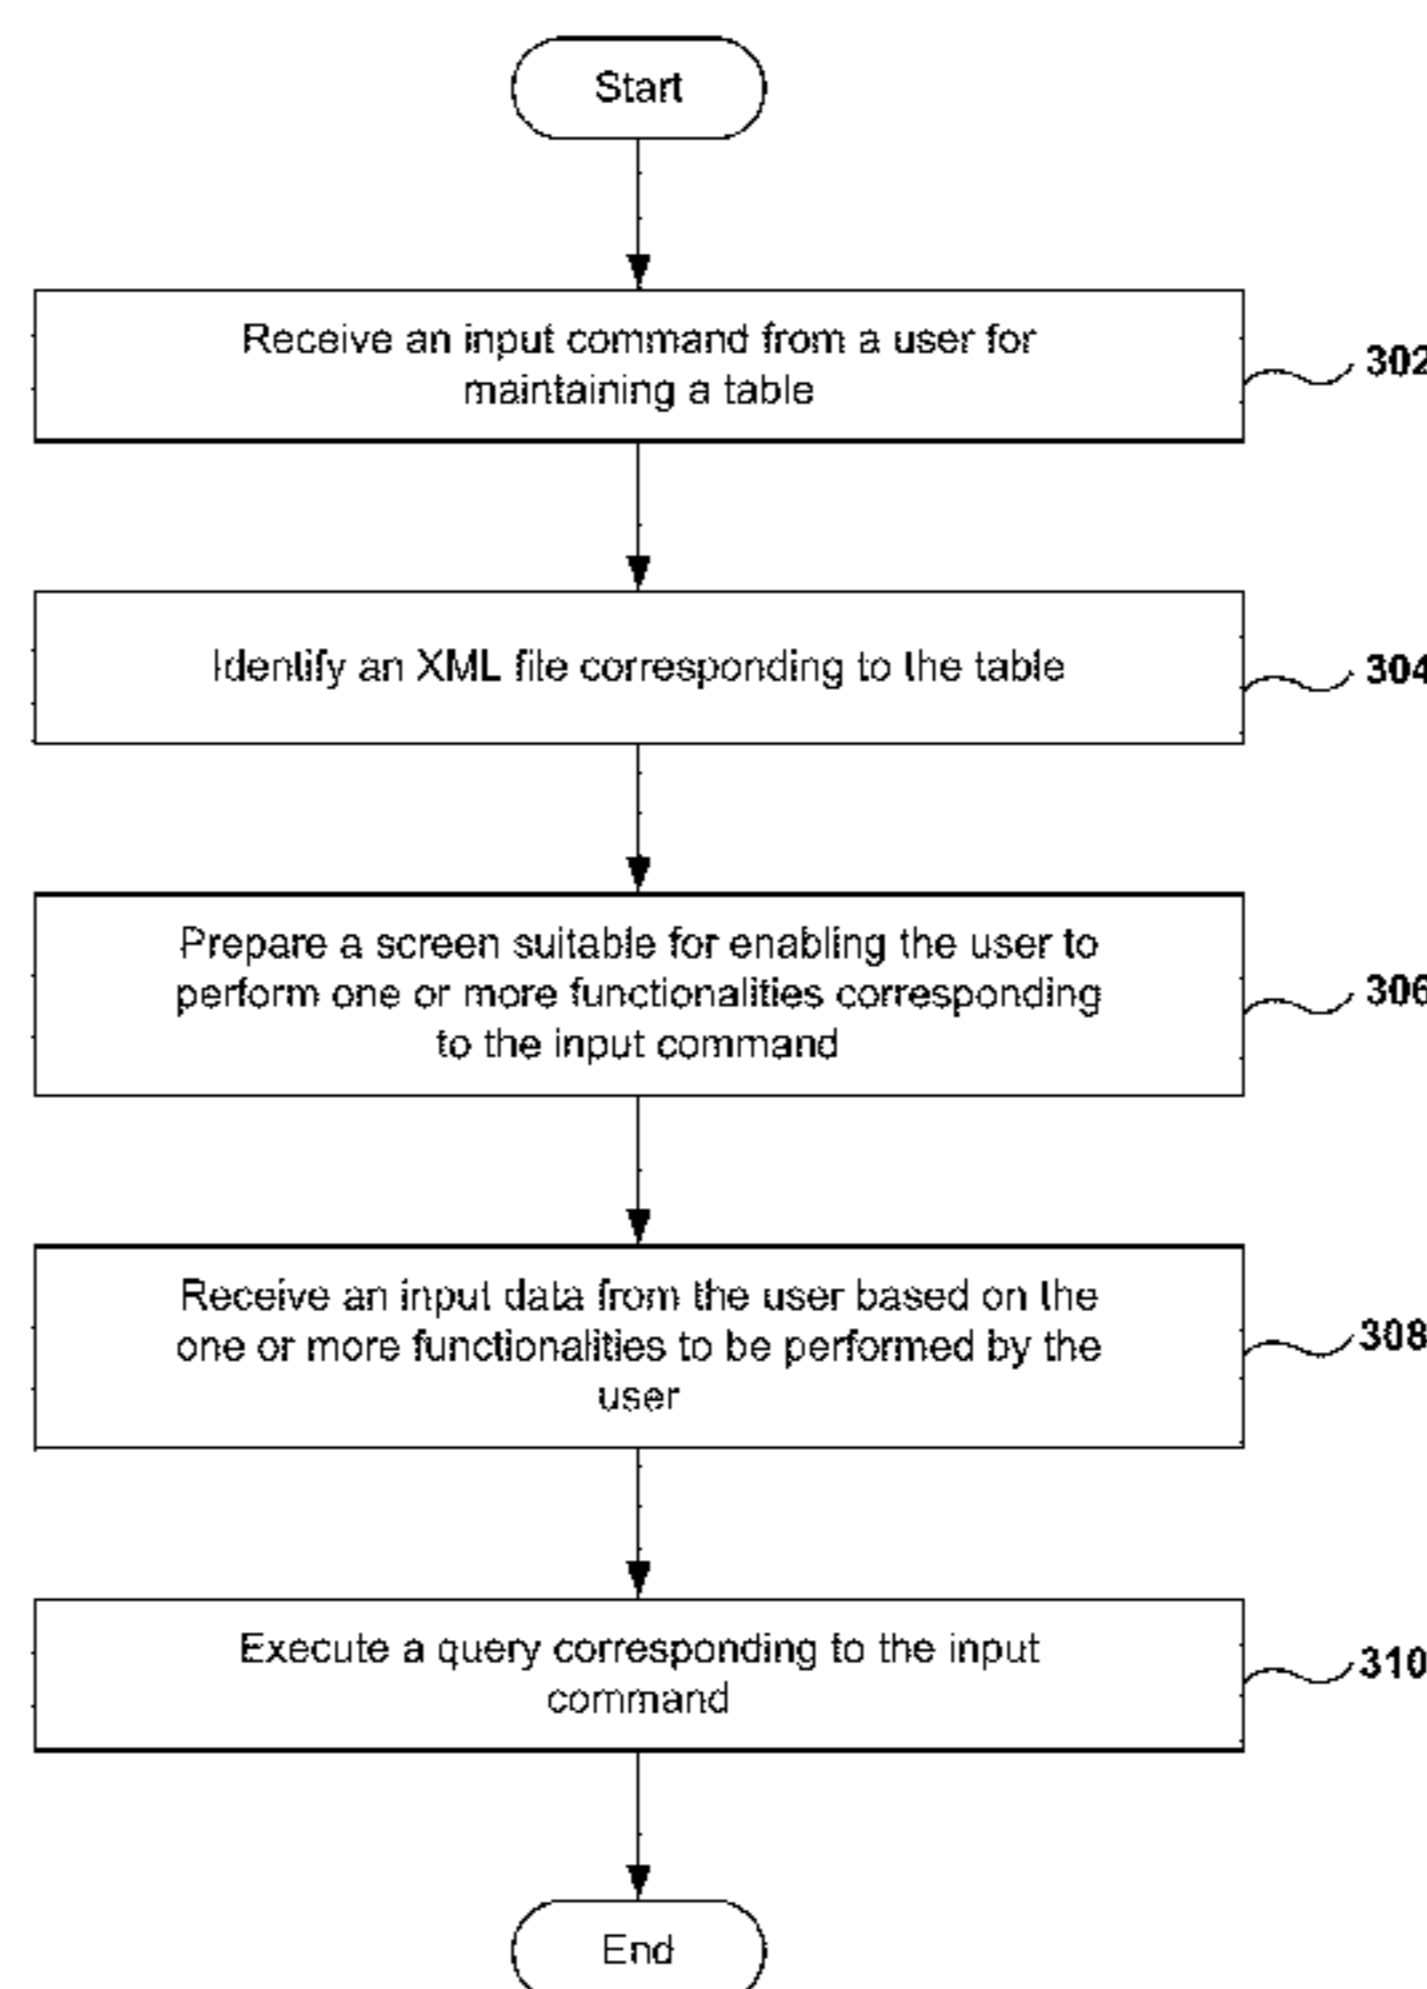 Start
Receive an input command from a user for
maintaining a table
302
Identify an XML file corresponding to the table
304
Prepare a screen suitable for enabling the user to
perform one or more functionalities corresponding
to the input command
306
Receive an input data from the user based on the
one or more functionalities to be performed by the
user
308
Execute a query corresponding to the input
command
310
End